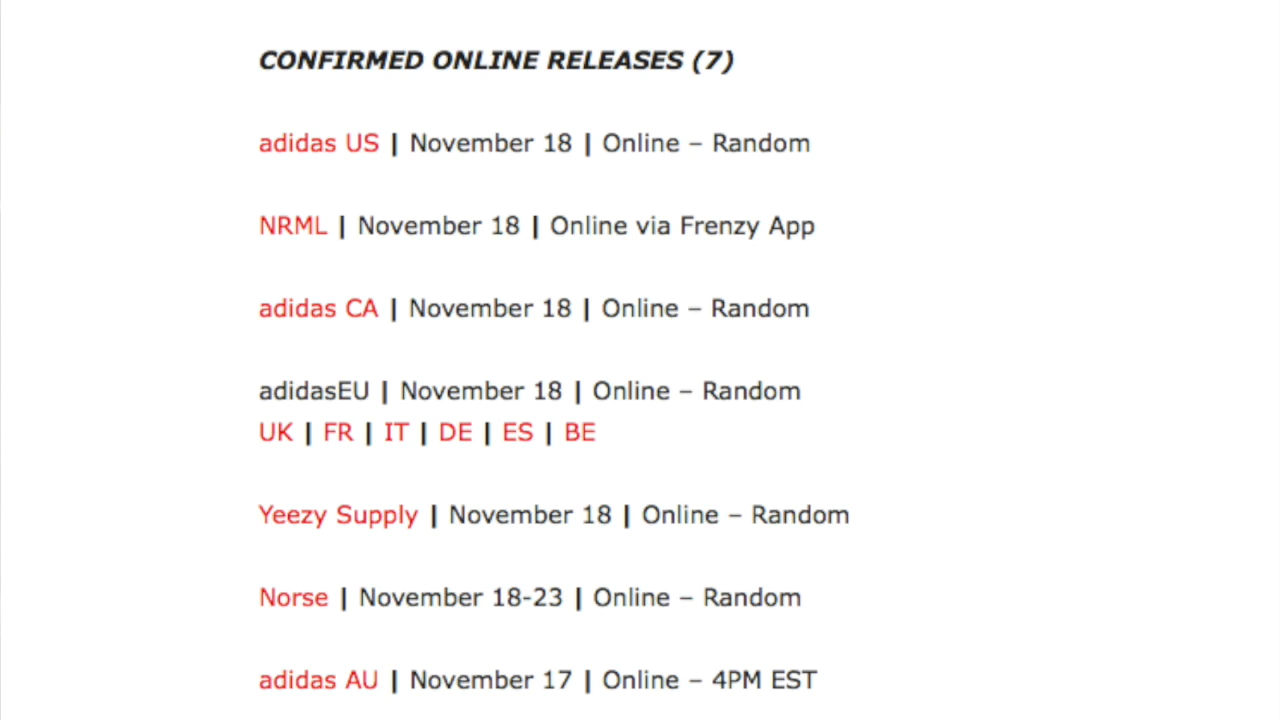 CONFIRMED ONLINE RELEASES (7)
adidas US | November 18 | Online – Random
NRML | November 18 | Online via Frenzy App
adidas CA | November 18 | Online – Random
adidasEU | November 18 | Online – Random
UK | FR | IT | DE | ES | BE
Yeezy Supply | November 18 | Online – Random
Norse | November 18-23 | Online – Random
adidas AU | November 17 | Online – 4PM EST